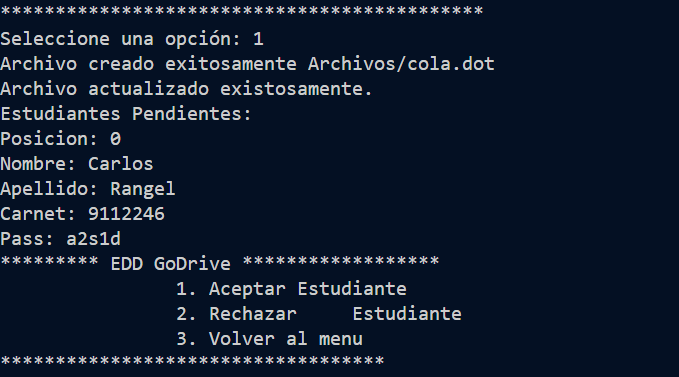 ********************************************
Seleccione una opción: 1
Archivo creado exitosamente Archivos/cola.dot
Archivo actualizado existosamente.
Estudiantes Pendientes:
Posicion: 0
Nombre: Carlos
Apellido: Rangel
Carnet: 9112246
Pass: a2s1d
********* EDD GoDrive ******************
                1. Aceptar Estudiante
                2. Rechazar     Estudiante
                3. Volver al menu
***********************************